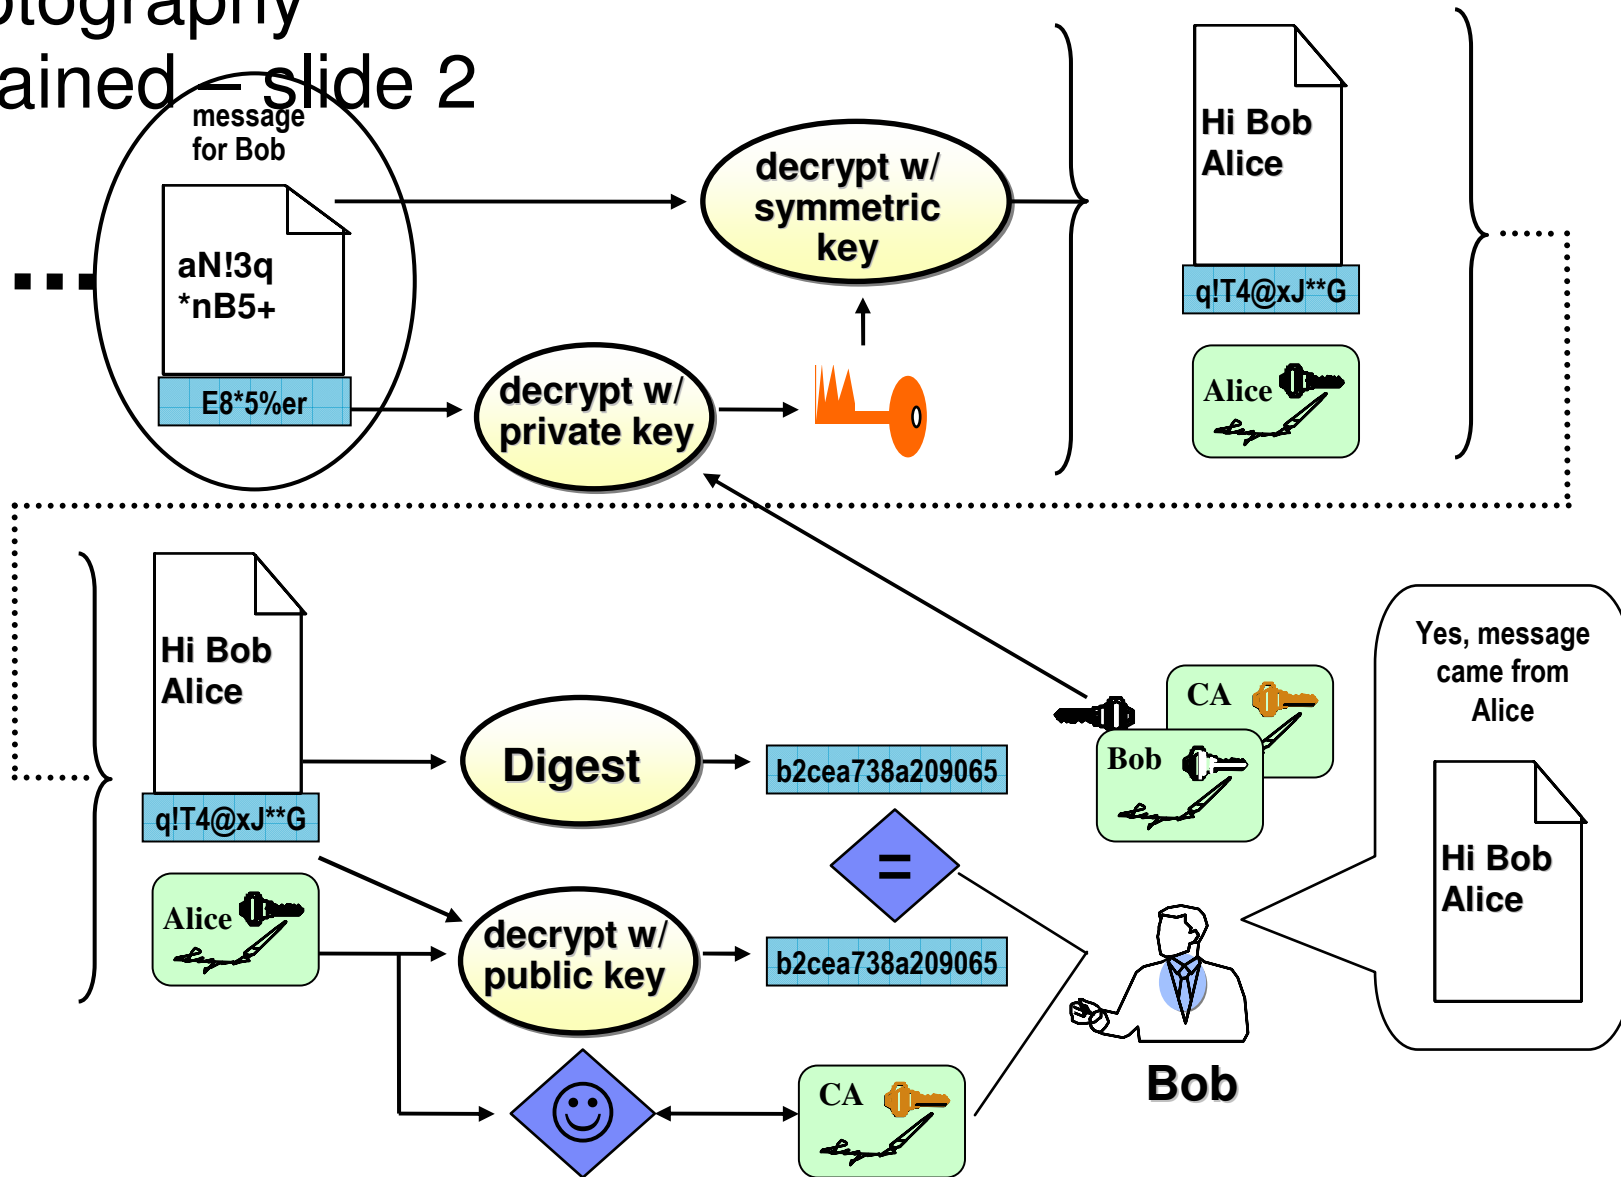 otography
ained – slide 2
message
for Bob
aN!3q
*nB5+
E8*5%er
decrypt w/
symmetric
key
decrypt w/
private key
Hi Bob
Alice
q!T4@xJ**G
Alice
Hi Bob
Alice
q!T4@xJ**G
Alice
Digest
b2cea738a209065
=
decrypt w/
public key
b2cea738a209065
CA
CA
Bob
Bob
Yes, message
came from
Alice
Hi Bob
Alice